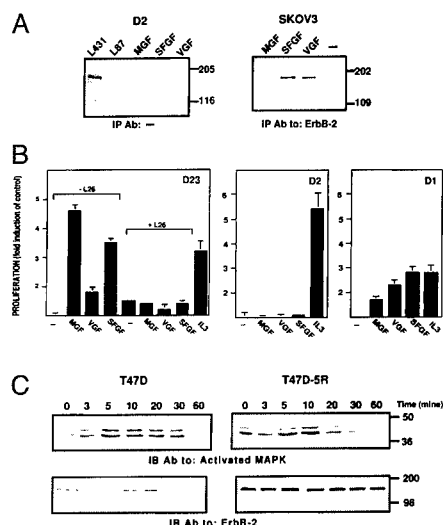 A
D2
SKOV3
L431 L87 MGF SFGF VGF
MGF SFGF VGF –
205
116
202
109
IP Ab: –
IP Ab to: ErbB-2
B
PROLIFERATION (fold induction of control)
D23
D2
D1
- L26
+ L26
5
4
3
2
5
4
3
2
5
4
3
2
– MGF VGF SFGF – MGF VGF SFGF IL3
– MGF VGF SFGF IL3
– MGF VGF SFGF IL3
C
T47D
T47D-5R
0 3 5 10 20 30 60
0 3 5 10 20 30 60
Time (mins)
50
36
IB Ab to: Activated MAPK
200
98
IB Ab to: ErbB-2